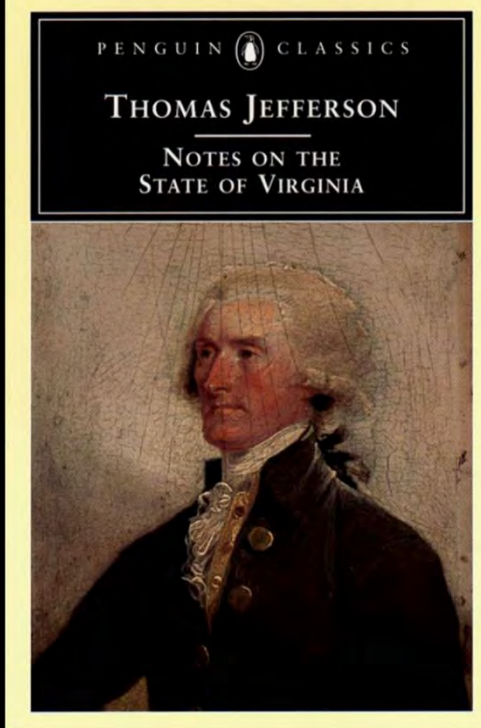 PENGUIN CLASSICS
THOMAS JEFFERSON
NOTES ON THE
STATE OF VIRGINIA